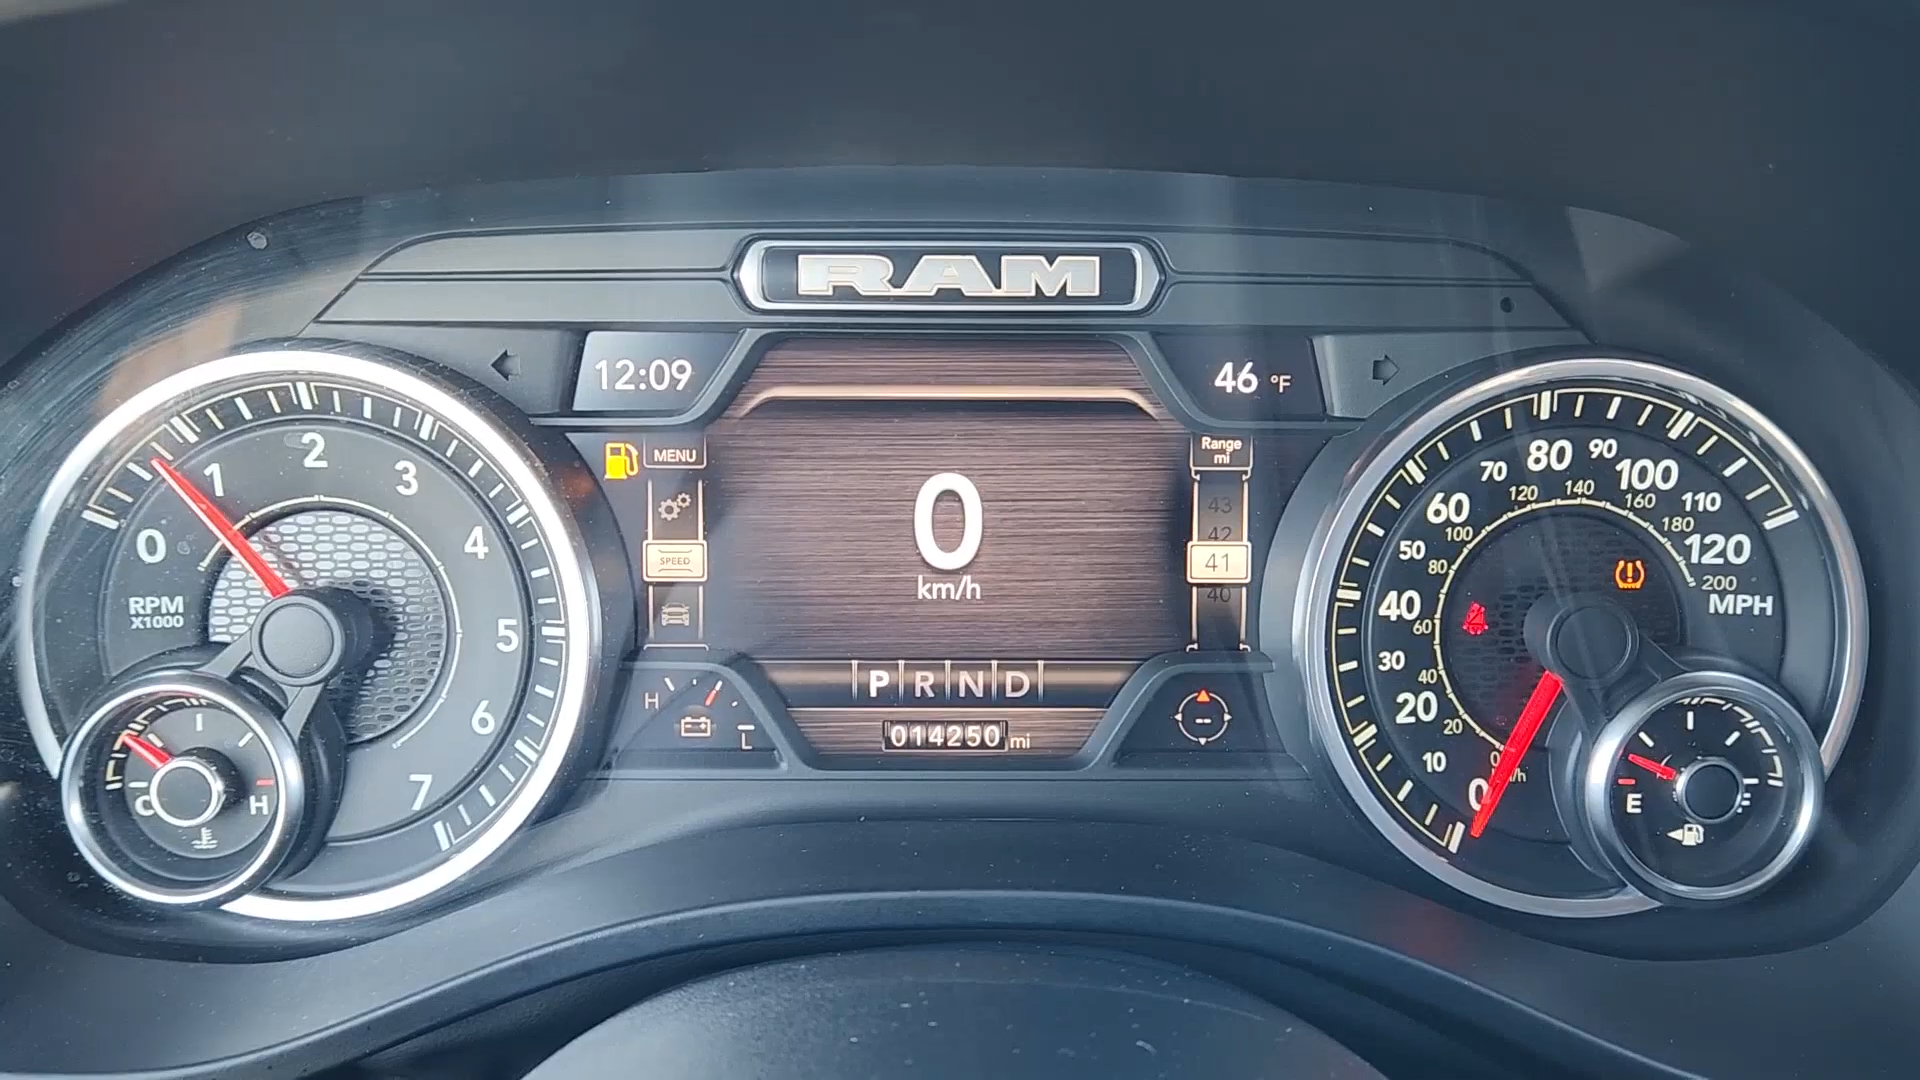 RAM
12:09
46 °F
MENU
Range
mi
43
42
41
40
SPEED
0
km/h
P R N D
014250 mi
H
L
0
1
2
3
4
5
6
7
RPM
X1000
C
H
0
10
20
30
40
50
60
70
80
90
100
110
120
MPH
20
40
60
80
100
120
140
160
180
200
E
F